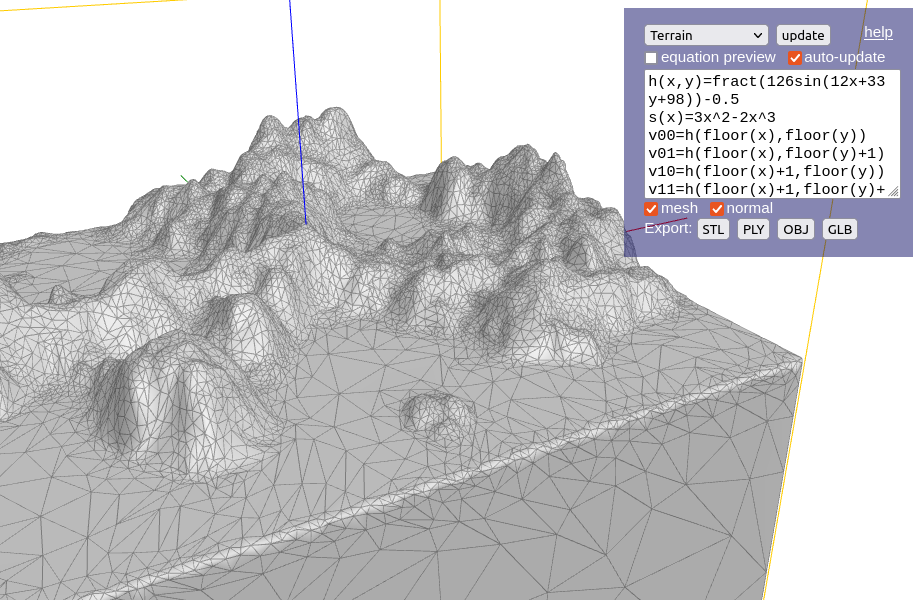 Terrain update help
equation preview auto-update
h(x,y)=fract(126sin(12x+33
y+98))-0.5
s(x)=3x^2-2x^3
v00=h(floor(x),floor(y))
v01=h(floor(x),floor(y)+1)
v10=h(floor(x)+1,floor(y))
v11=h(floor(x)+1,floor(y)+
mesh normal
Export: STL PLY OBJ GLB